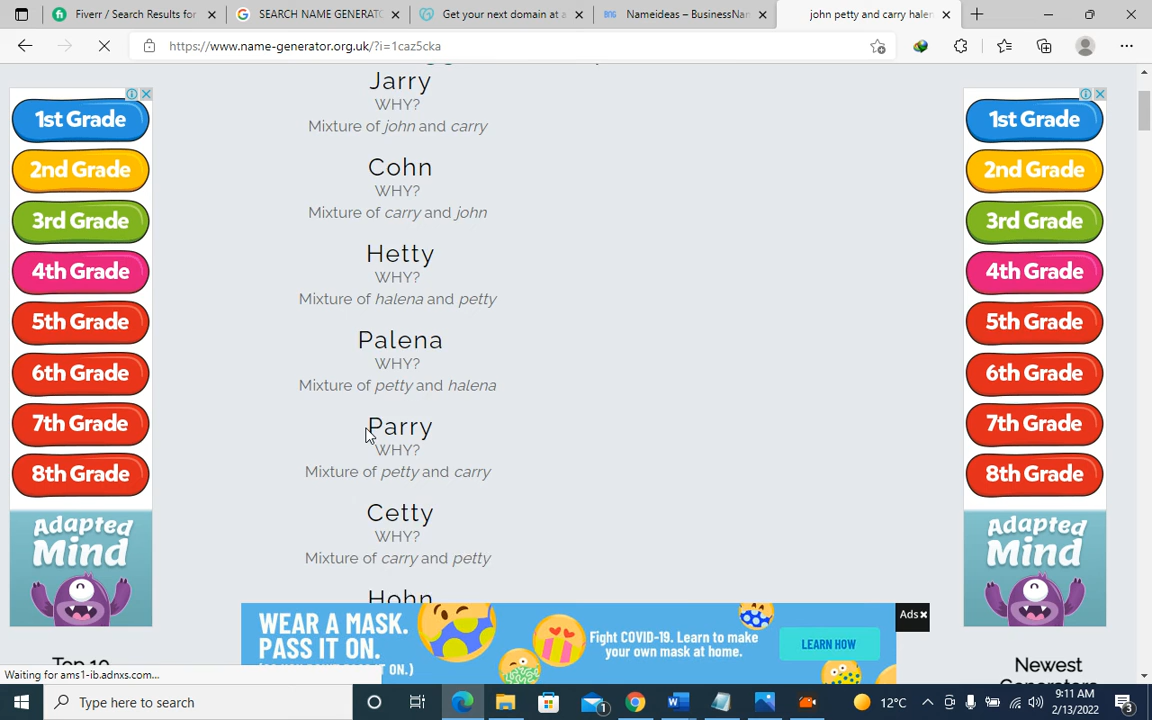 Fiverr / Search Results for
SEARCH NAME GENERATO
Get your next domain at a
Nameideas – BusinessNan
john petty and carry halen
https://www.name-generator.org.uk/?i=1caz5cka
Jarry
WHY?
Mixture of john and carry
Cohn
WHY?
Mixture of carry and john
Hetty
WHY?
Mixture of halena and petty
Palena
WHY?
Mixture of petty and halena
Parry
WHY?
Mixture of petty and carry
Cetty
WHY?
Mixture of carry and petty
Hohn
1st Grade
2nd Grade
3rd Grade
4th Grade
5th Grade
6th Grade
7th Grade
8th Grade
Adapted
Mind
Top 10
1st Grade
2nd Grade
3rd Grade
4th Grade
5th Grade
6th Grade
7th Grade
8th Grade
Adapted
Mind
Newest
Generators
WEAR A MASK.
PASS IT ON.
Fight COVID-19. Learn to make
your own mask at home.
LEARN HOW
Ads
Waiting for ams1-ib.adnxs.com...
Type here to search
1
12°C
9:11 AM
2/13/2022
3